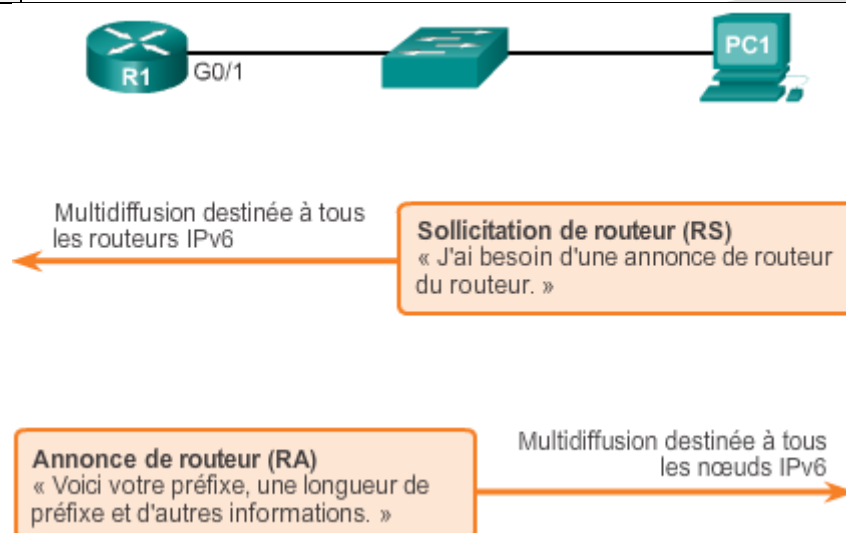 R1
G0/1
PC1
Multidiffusion destinée à tous
les routeurs IPv6
Sollicitation de routeur (RS)
« J'ai besoin d'une annonce de routeur
du routeur. »
Annonce de routeur (RA)
« Voici votre préfixe, une longueur de
préfixe et d'autres informations. »
Multidiffusion destinée à tous
les nœuds IPv6